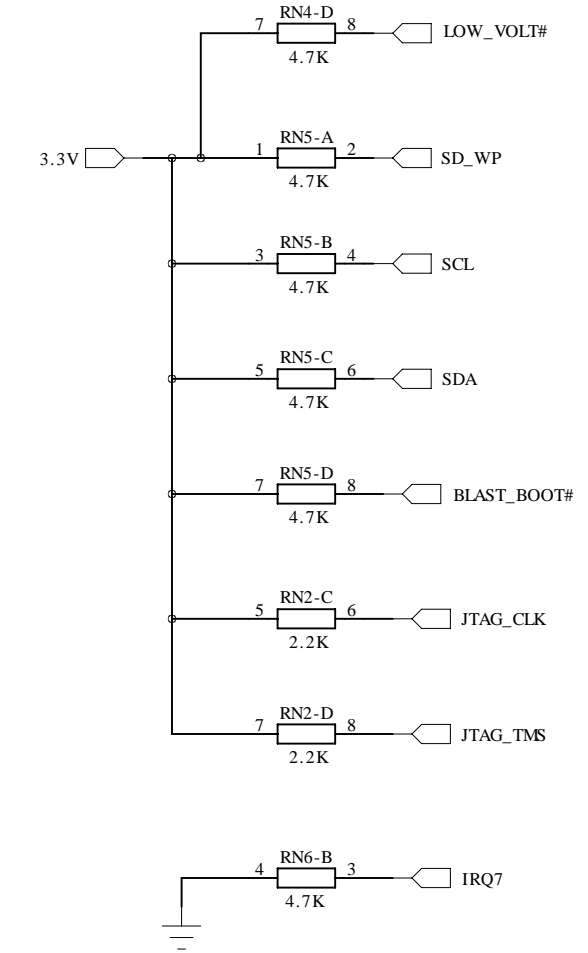 RN4-D
7 8 LOW_VOLT#
4.7K
RN5-A
3.3V 1 2 SD_WP
4.7K
RN5-B
3 4 SCL
4.7K
RN5-C
5 6 SDA
4.7K
RN5-D
7 8 BLAST_BOOT#
4.7K
RN2-C
5 6 JTAG_CLK
2.2K
RN2-D
7 8 JTAG_TMS
2.2K
RN6-B
4 3 IRQ7
4.7K